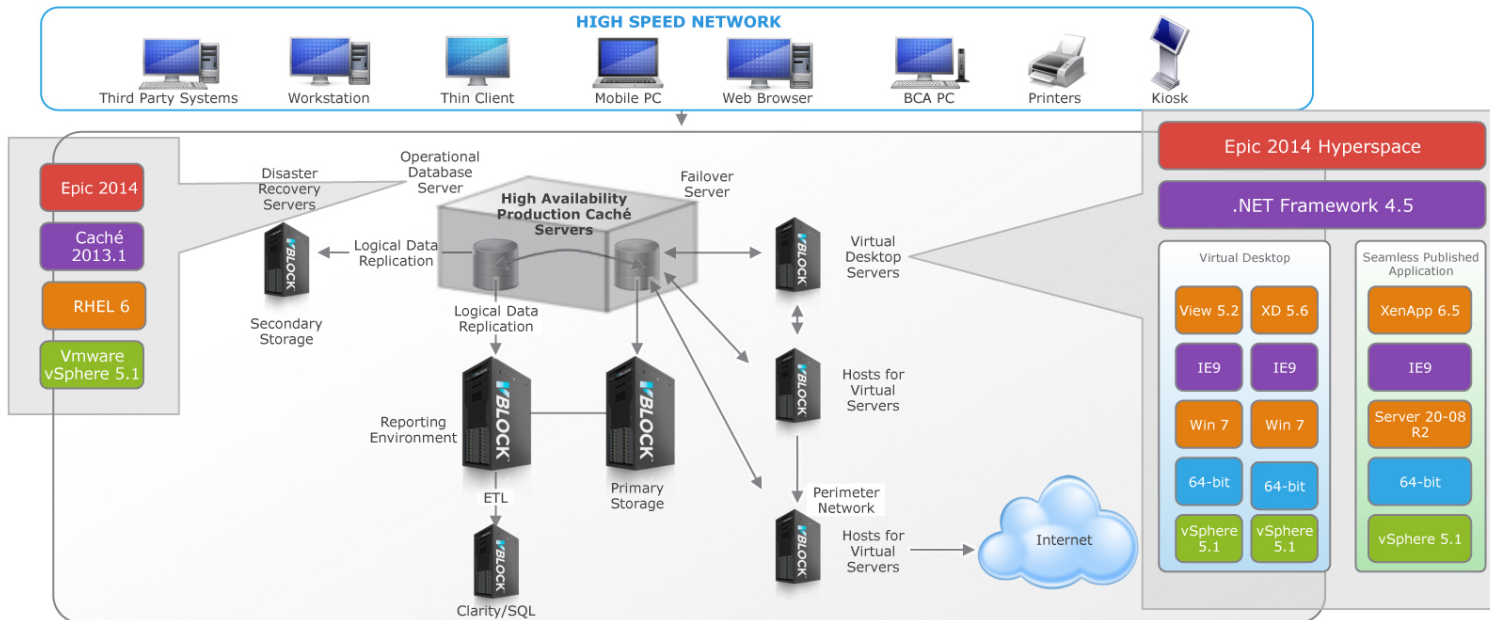 HIGH SPEED NETWORK
Third Party Systems
Workstation
Thin Client
Mobile PC
Web Browser
BCA PC
Printers
Kiosk
Epic 2014
Caché
2013.1
RHEL 6
Vmware
vSphere 5.1
Disaster
Recovery
Servers
Operational
Database
Server
Failover
Server
High Availability
Production Caché
Servers
VBLOCK
Logical Data
Replication
Secondary
Storage
Logical Data
Replication
VBLOCK
Virtual
Desktop
Servers
VBLOCK
Reporting
Environment
VBLOCK
Primary
Storage
VBLOCK
Hosts for
Virtual
Servers
ETL
VBLOCK
Clarity/SQL
Perimeter
Network
VBLOCK
Hosts for
Virtual
Servers
Internet
Epic 2014 Hyperspace
.NET Framework 4.5
Virtual Desktop
View 5.2
XD 5.6
IE9
IE9
Win 7
Win 7
64-bit
64-bit
vSphere
5.1
vSphere
5.1
Seamless Published
Application
XenApp 6.5
IE9
Server 20-08
R2
64-bit
vSphere 5.1